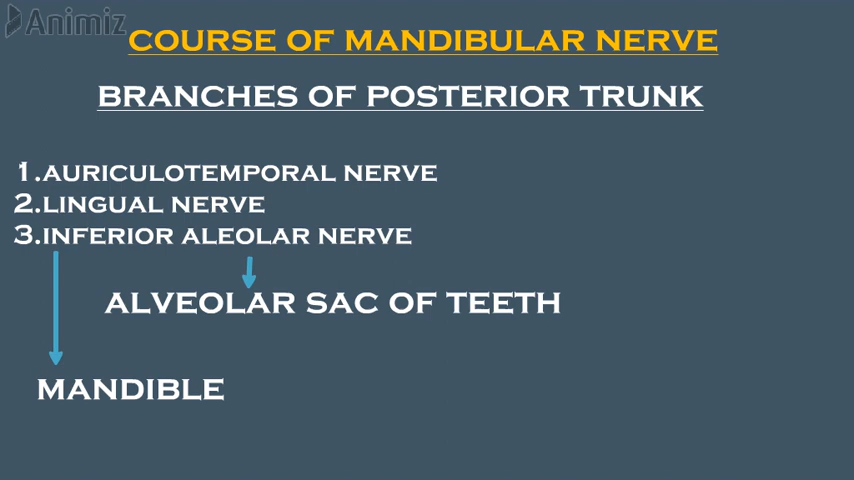 Animiz
COURSE OF MANDIBULAR NERVE
BRANCHES OF POSTERIOR TRUNK
1.AURICULOTEMPORAL NERVE
2.LINGUAL NERVE
3.INFERIOR ALEOLAR NERVE
ALVEOLAR SAC OF TEETH
MANDIBLE